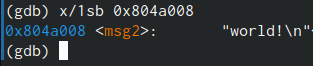 (gdb) x/1sb 0x804a008
0x804a008 <msg2>:        "world!\n"
(gdb)